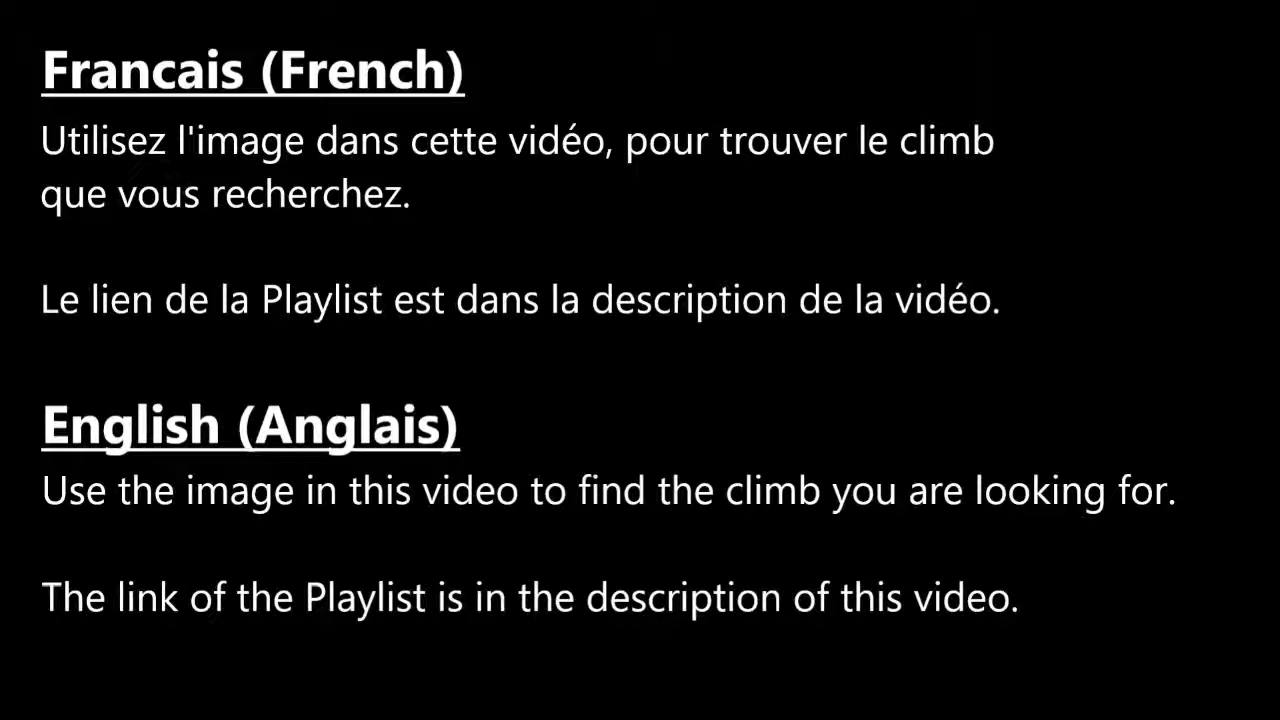 Francais (French)
Utilisez l'image dans cette vidéo, pour trouver le climb
que vous recherchez.
Le lien de la Playlist est dans la description de la vidéo.
English (Anglais)
Use the image in this video to find the climb you are looking for.
The link of the Playlist is in the description of this video.